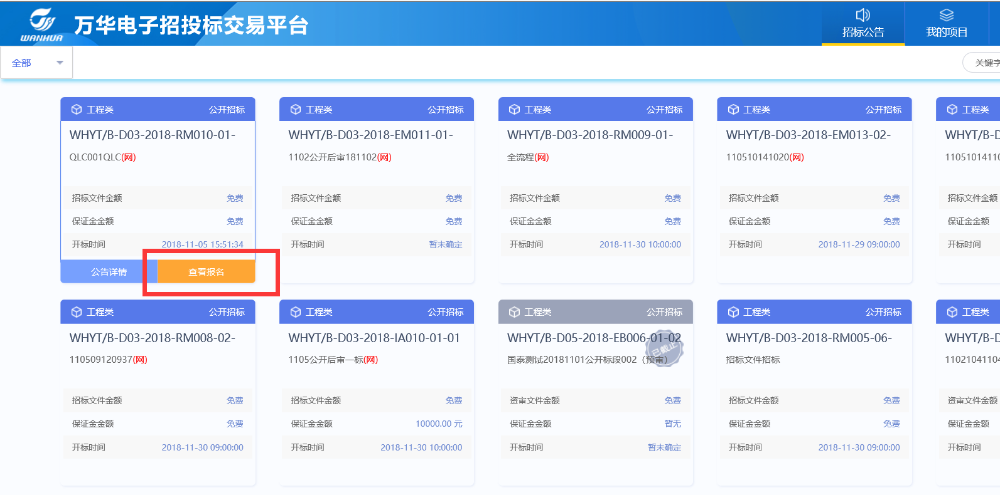 WANHUA
万华电子招投标交易平台
招标公告
我的项目
全部
关键字
工程类 公开招标
WHYT/B-D03-2018-RM010-01-
QLC001QLC(网)
招标文件金额 免费
保证金金额 免费
开标时间 2018-11-05 15:51:34
公告详情 查看报名
工程类 公开招标
WHYT/B-D03-2018-EM011-01-
1102公开后审181102(网)
招标文件金额 免费
保证金金额 免费
开标时间 暂未确定
工程类 公开招标
WHYT/B-D03-2018-RM009-01-
全流程(网)
招标文件金额 免费
保证金金额 免费
开标时间 2018-11-30 10:00:00
工程类 公开招标
WHYT/B-D03-2018-EM013-02-
110510141020(网)
招标文件金额 免费
保证金金额 免费
开标时间 2018-11-29 09:00:00
工程类
WHYT/B-D
1105101411
招标文件金额
保证金金额
开标时间
工程类 公开招标
WHYT/B-D03-2018-RM008-02-
110509120937(网)
招标文件金额 免费
保证金金额 免费
开标时间 2018-11-30 09:00:00
工程类 公开招标
WHYT/B-D03-2018-IA010-01-01
1105公开后审一标(网)
招标文件金额 免费
保证金金额 10000.00 元
开标时间 2018-11-30 10:00:00
工程类 公开招标
WHYT/B-D05-2018-EB006-01-02
已截止
国泰测试20181101公开标段002（预审）
资审文件金额 免费
保证金金额 暂无
开标时间 暂未确定
工程类 公开招标
WHYT/B-D03-2018-RM005-06-
招标文件招标
招标文件金额 免费
保证金金额 免费
开标时间 2018-11-30 09:00:00
工程类
WHYT/B-D
1102104110
资审文件金额
保证金金额
开标时间